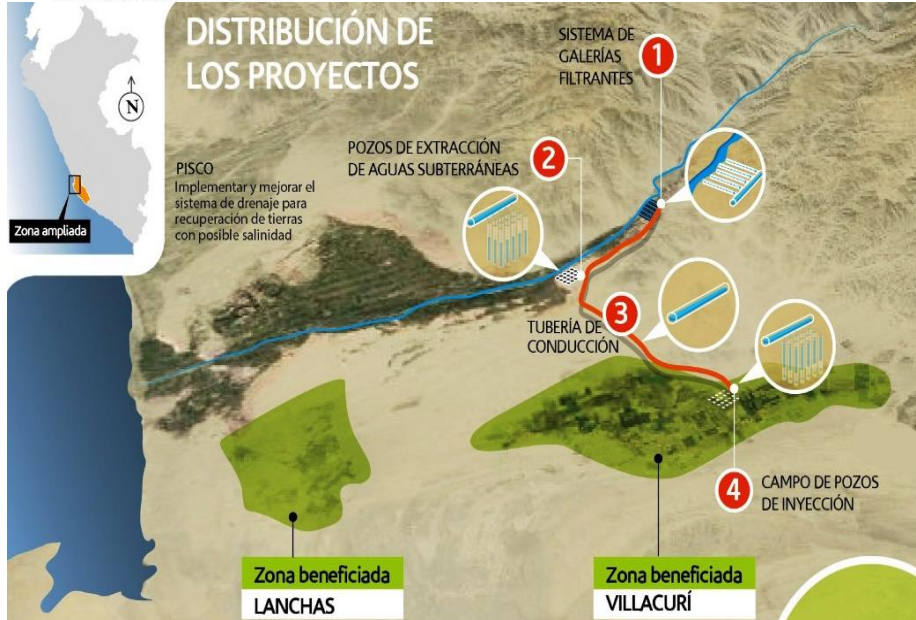 DISTRIBUCIÓN DE
LOS PROYECTOS
N
Zona ampliada
PISCO
Implementar y mejorar el
sistema de drenaje para
recuperación de tierras
con posible salinidad
SISTEMA DE
GALERÍAS
FILTRANTES
1
POZOS DE EXTRACCIÓN
DE AGUAS SUBTERRÁNEAS
2
TUBERÍA DE
CONDUCCIÓN
3
4
CAMPO DE POZOS
DE INYECCIÓN
Zona beneficiada
LANCHAS
Zona beneficiada
VILLACURÍ